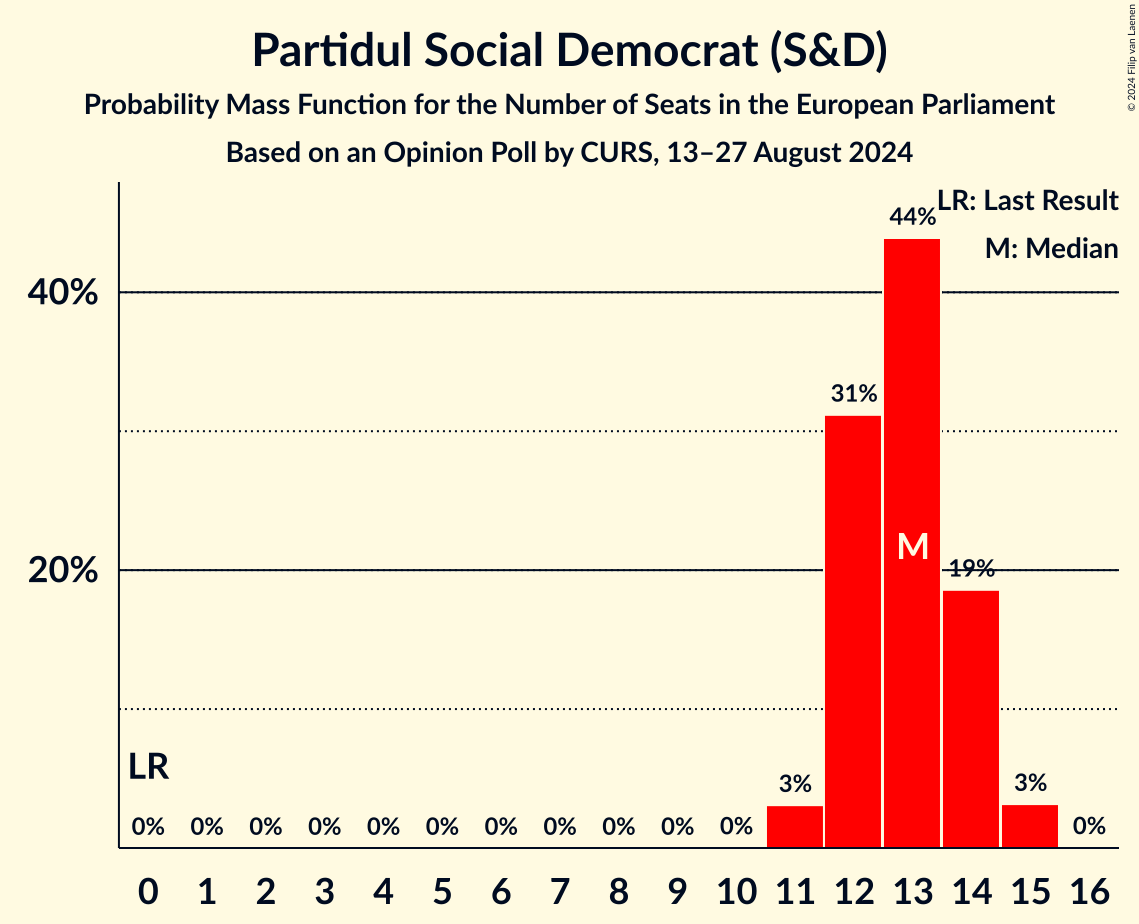 Partidul Social Democrat (S&D)
Probability Mass Function for the Number of Seats in the European Parliament
Based on an Opinion Poll by CURS, 13–27 August 2024
© 2024 Filip van Laenen
LR: Last Result
M: Median
44%
40%
31%
M
20%
19%
LR
3%
3%
0% 0% 0% 0% 0% 0% 0% 0% 0% 0% 0% 0%
0 1 2 3 4 5 6 7 8 9 10 11 12 13 14 15 16